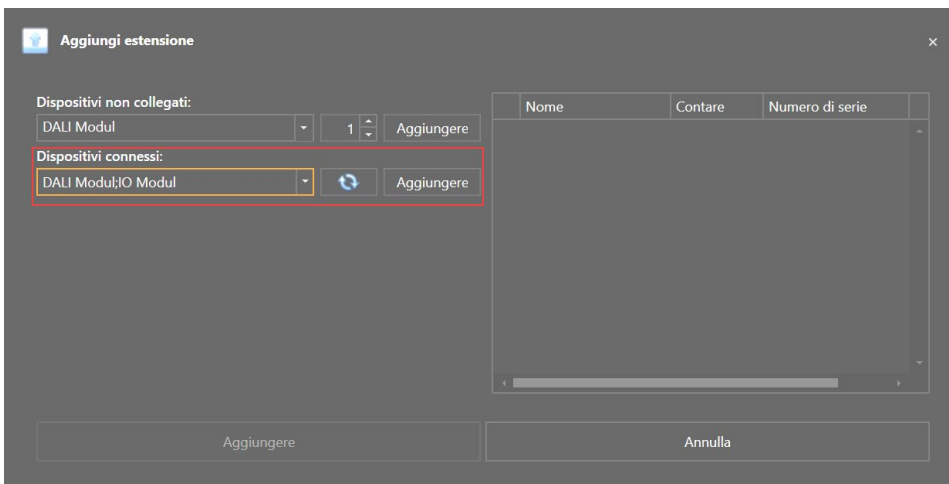 Aggiungi estensione
Dispositivi non collegati:
DALI Modul
1
Aggiungere
Dispositivi connessi:
DALI Modul;IO Modul
Aggiungere
Nome
Contare
Numero di serie
Aggiungere
Annulla